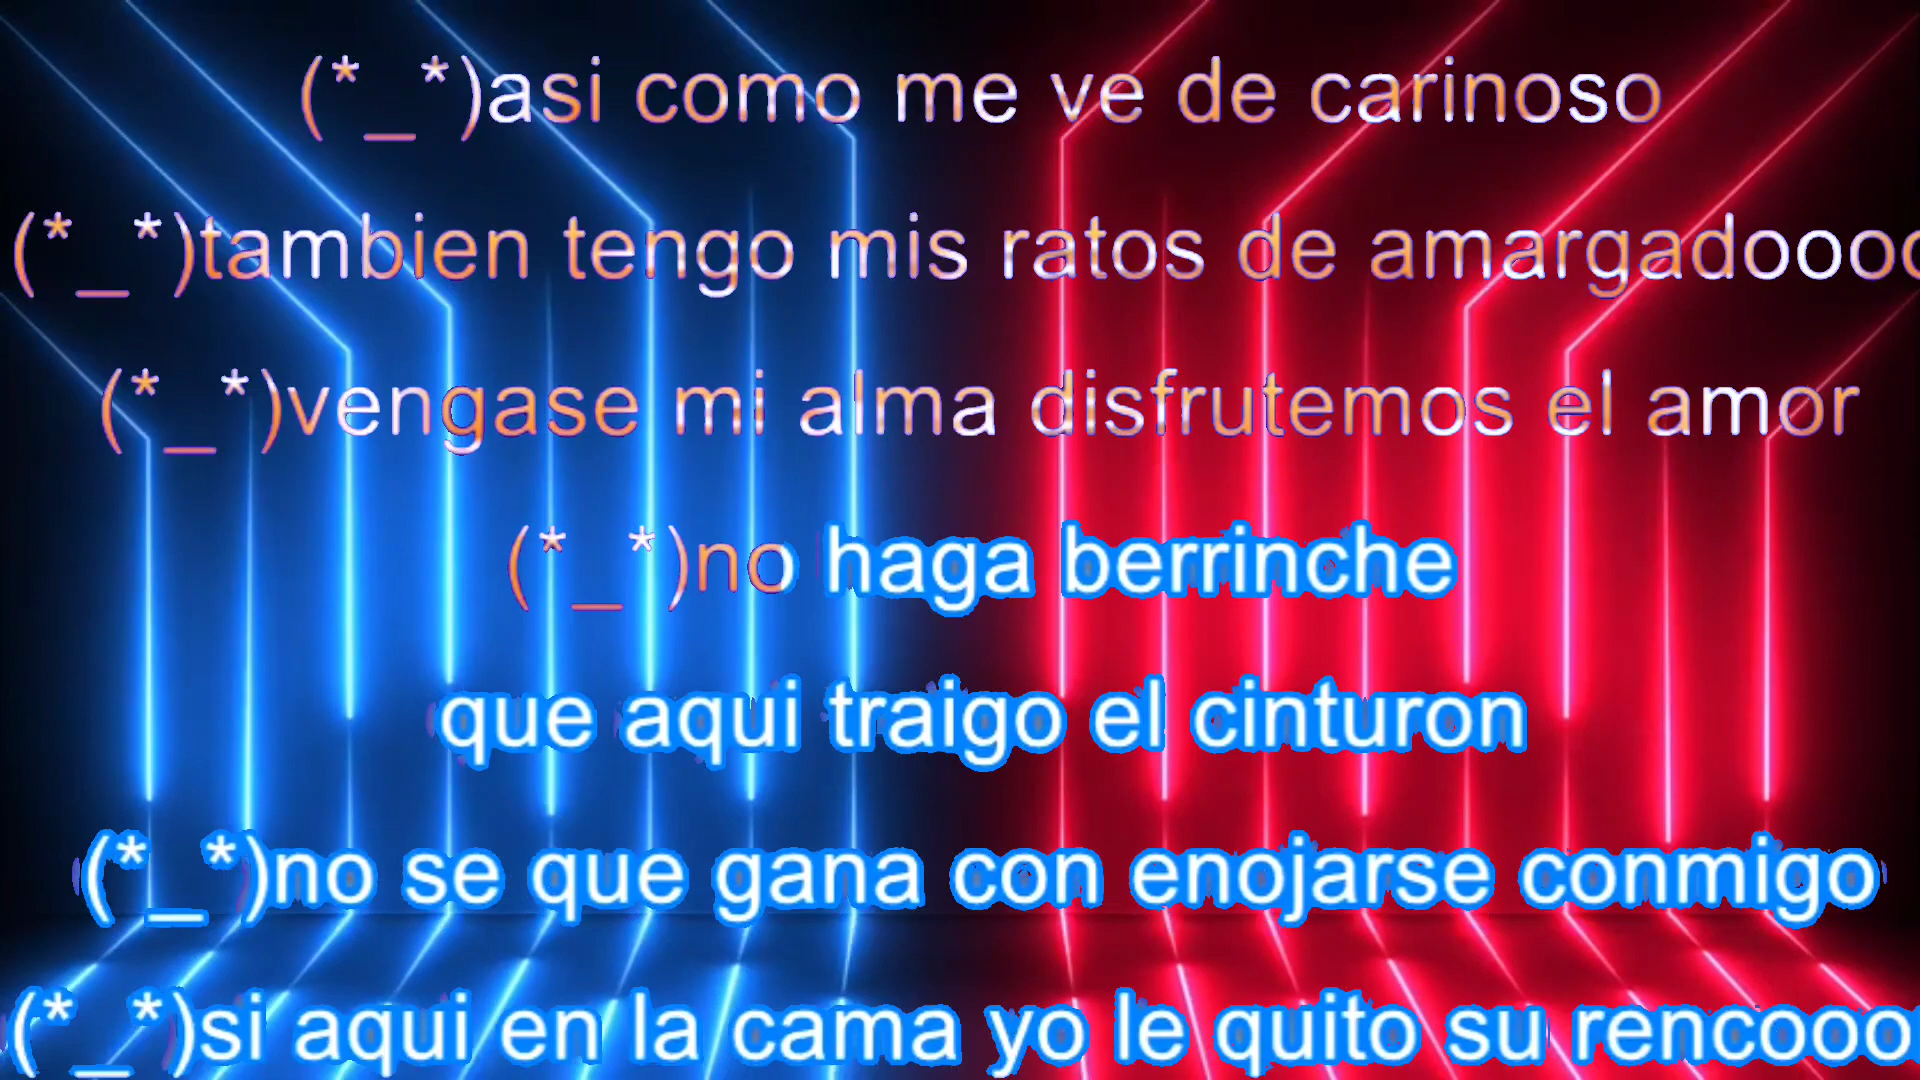 (*_*)asi como me ve de carinoso
(*_*)tambien tengo mis ratos de amargadoooo
(*_*)vengase mi alma disfrutemos el amor
(*_*)no haga berrinche
que aqui traigo el cinturon
(*_*)no se que gana con enojarse conmigo
(*_*)si aqui en la cama yo le quito su rencooo